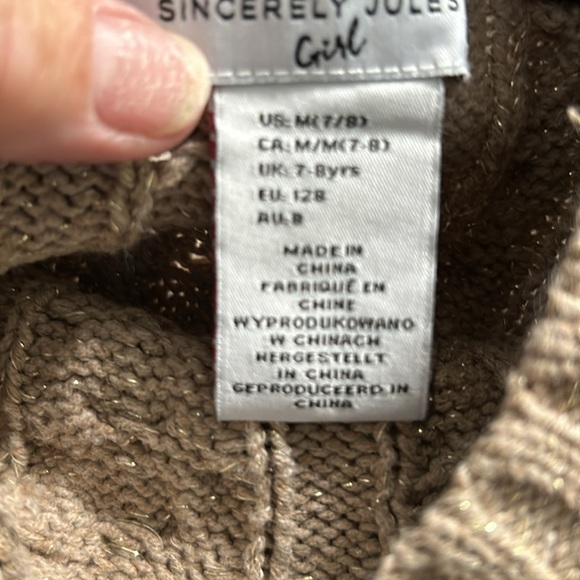 SINCERELY JULES
Girl
US: M(7/8)
CA: M/M(7-8)
UK: 7-8yrs
EU: 128
AU: 8
MADE IN
CHINA
FABRIQUÉ EN
CHINE
WYPRODUKOWANO
W CHINACH
HERGESTELLT
IN CHINA
GEPRODUCEERD IN
CHINA